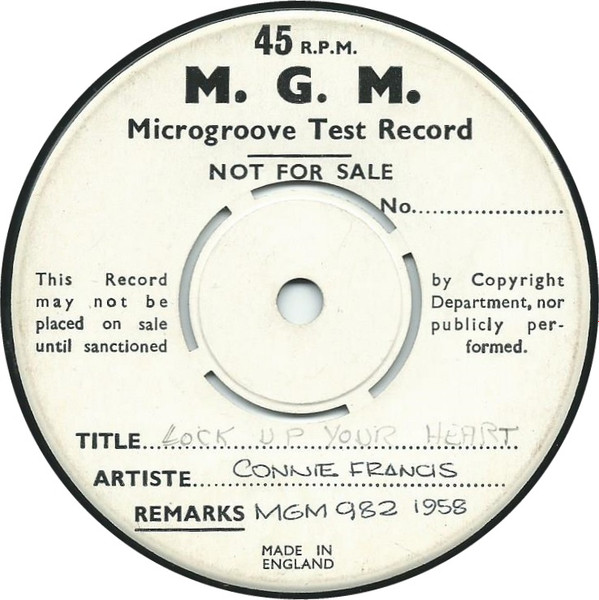 45 R.P.M.
M. G. M.
Microgroove Test Record
NOT FOR SALE
No.
This Record
may not be
placed on sale
until sanctioned
by Copyright
Department, nor
publicly per-
formed.
TITLE LOCK UP YOUR HEART
ARTISTE CONNIE FRANCIS
REMARKS MGM 982 1958
MADE IN
ENGLAND